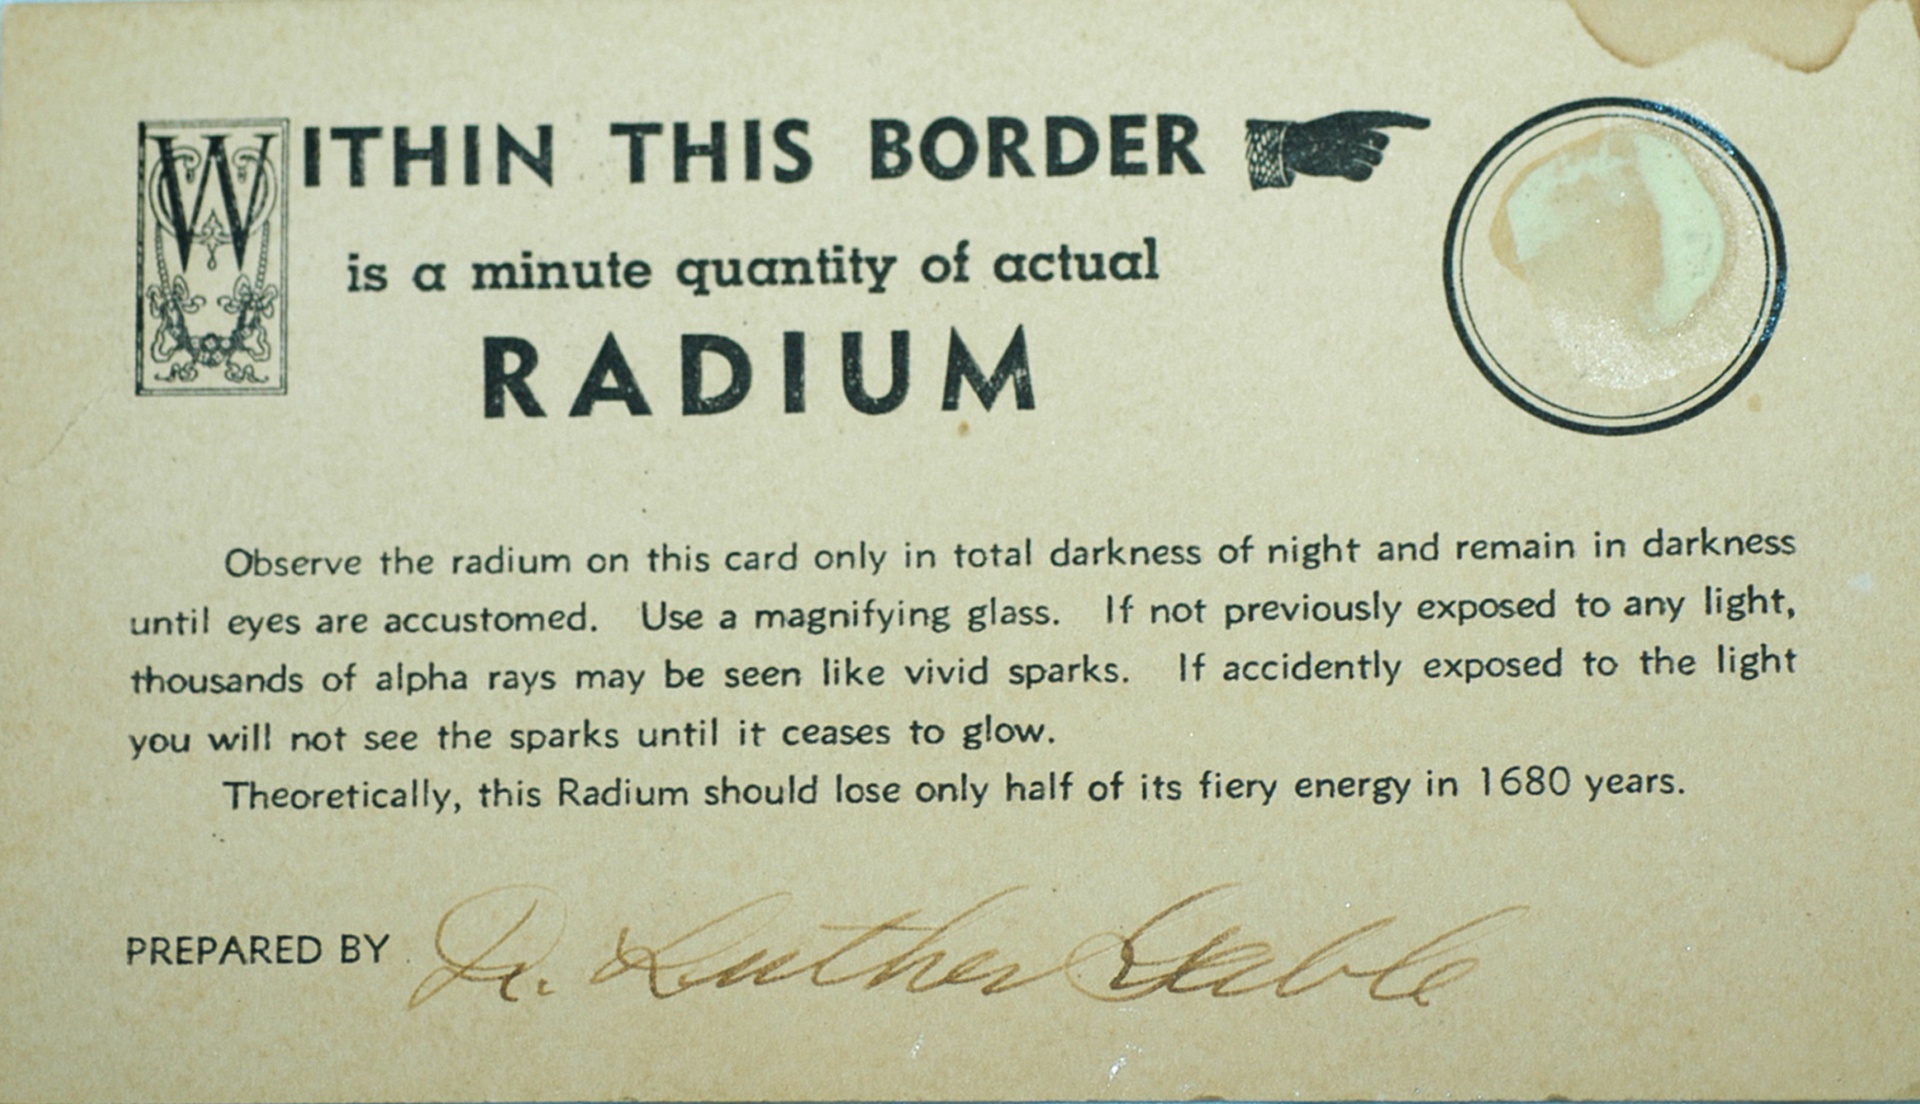 WITHIN THIS BORDER
is a minute quantity of actual
RADIUM
Observe the radium on this card only in total darkness of night and remain in darkness
until eyes are accustomed. Use a magnifying glass. If not previously exposed to any light,
thousands of alpha rays may be seen like vivid sparks. If accidently exposed to the light
you will not see the sparks until it ceases to glow.
Theoretically, this Radium should lose only half of its fiery energy in 1680 years.
PREPARED BY Dr. Luther Gable